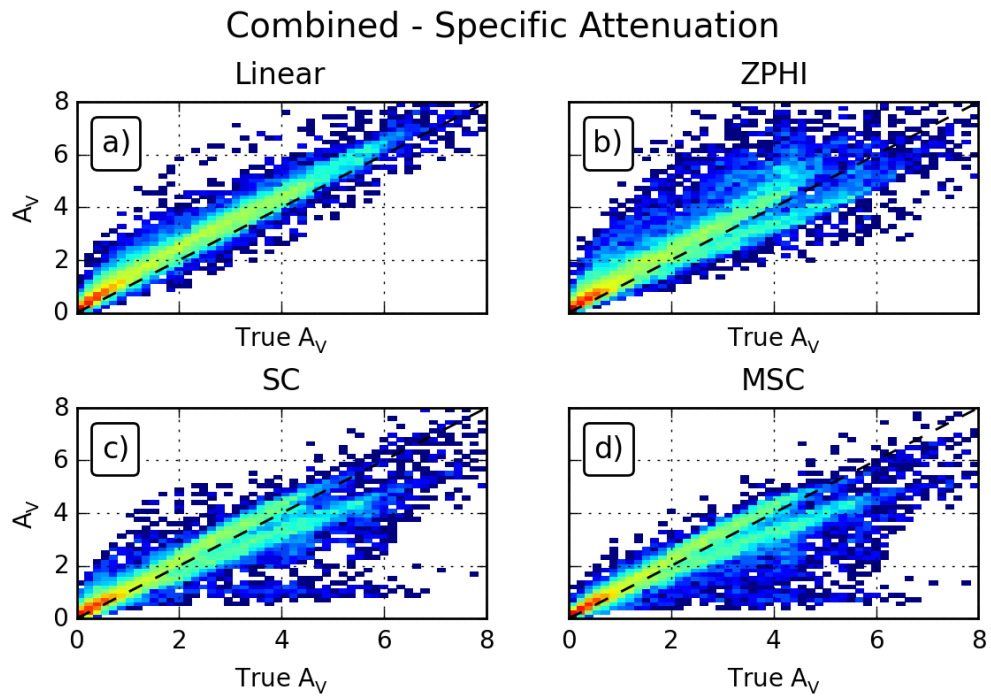 Combined - Specific Attenuation
Linear
ZPHI
8
6
4
2
0
A_V
a)
b)
True A_V
True A_V
SC
MSC
8
6
4
2
0
A_V
c)
d)
0 2 4 6 8
0 2 4 6 8
True A_V
True A_V